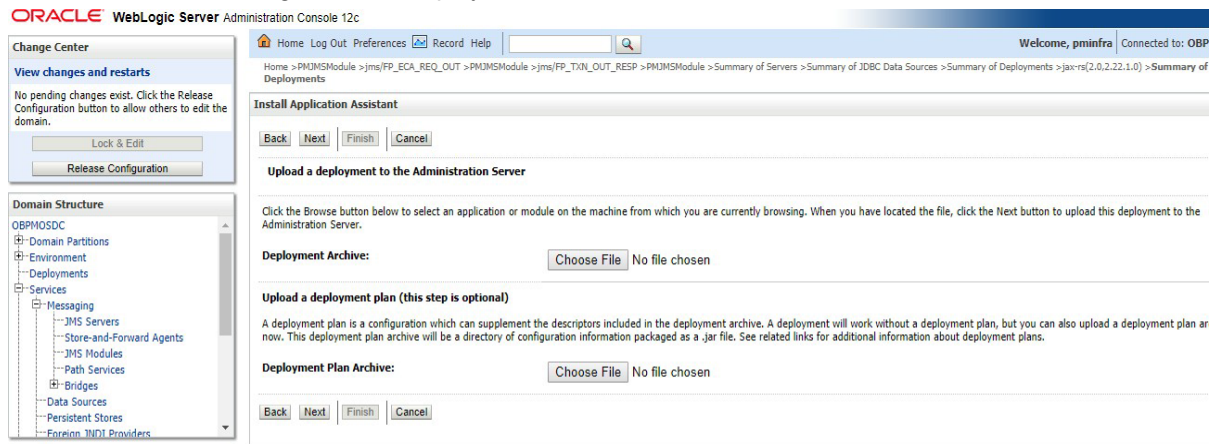 ORACLE WebLogic Server Administration Console 12c
Change Center
View changes and restarts
No pending changes exist. Click the Release
Configuration button to allow others to edit the
domain.
Lock & Edit
Release Configuration
Domain Structure
OBPMOSDC
Domain Partitions
Environment
Deployments
Services
Messaging
JMS Servers
Store-and-Forward Agents
JMS Modules
Path Services
Bridges
Data Sources
Persistent Stores
Foreign JNDI Providers
Home Log Out Preferences Record Help
Welcome, pminfra Connected to: OBP
Home >PMJMSModule >jms/FP_ECA_REQ_OUT >PMJMSModule >jms/FP_TXN_OUT_RESP >PMJMSModule >Summary of Servers >Summary of JDBC Data Sources >Summary of Deployments >jax-rs(2.0,2.22.1.0) >Summary of
Deployments
Install Application Assistant
Back Next Finish Cancel
Upload a deployment to the Administration Server
Click the Browse button below to select an application or module on the machine from which you are currently browsing. When you have located the file, click the Next button to upload this deployment to the
Administration Server.
Deployment Archive: Choose File No file chosen
Upload a deployment plan (this step is optional)
A deployment plan is a configuration which can supplement the descriptors included in the deployment archive. A deployment will work without a deployment plan, but you can also upload a deployment plan ar
now. This deployment plan archive will be a directory of configuration information packaged as a .jar file. See related links for additional information about deployment plans.
Deployment Plan Archive: Choose File No file chosen
Back Next Finish Cancel